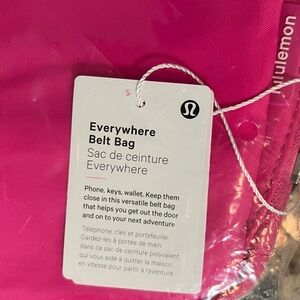 lululemon
Everywhere
Belt Bag
Sac de ceinture
Everywhere
Phone, keys, wallet. Keep them
close in this versatile belt bag
that helps you get out the door
and on to your next adventure
Téléphone, clés et portefeuille.
Gardez-les à portée de main
dans ce sac de ceinture polyvalent
qui vous aide à quitter la maison
en vitesse pour partir à l'aventure